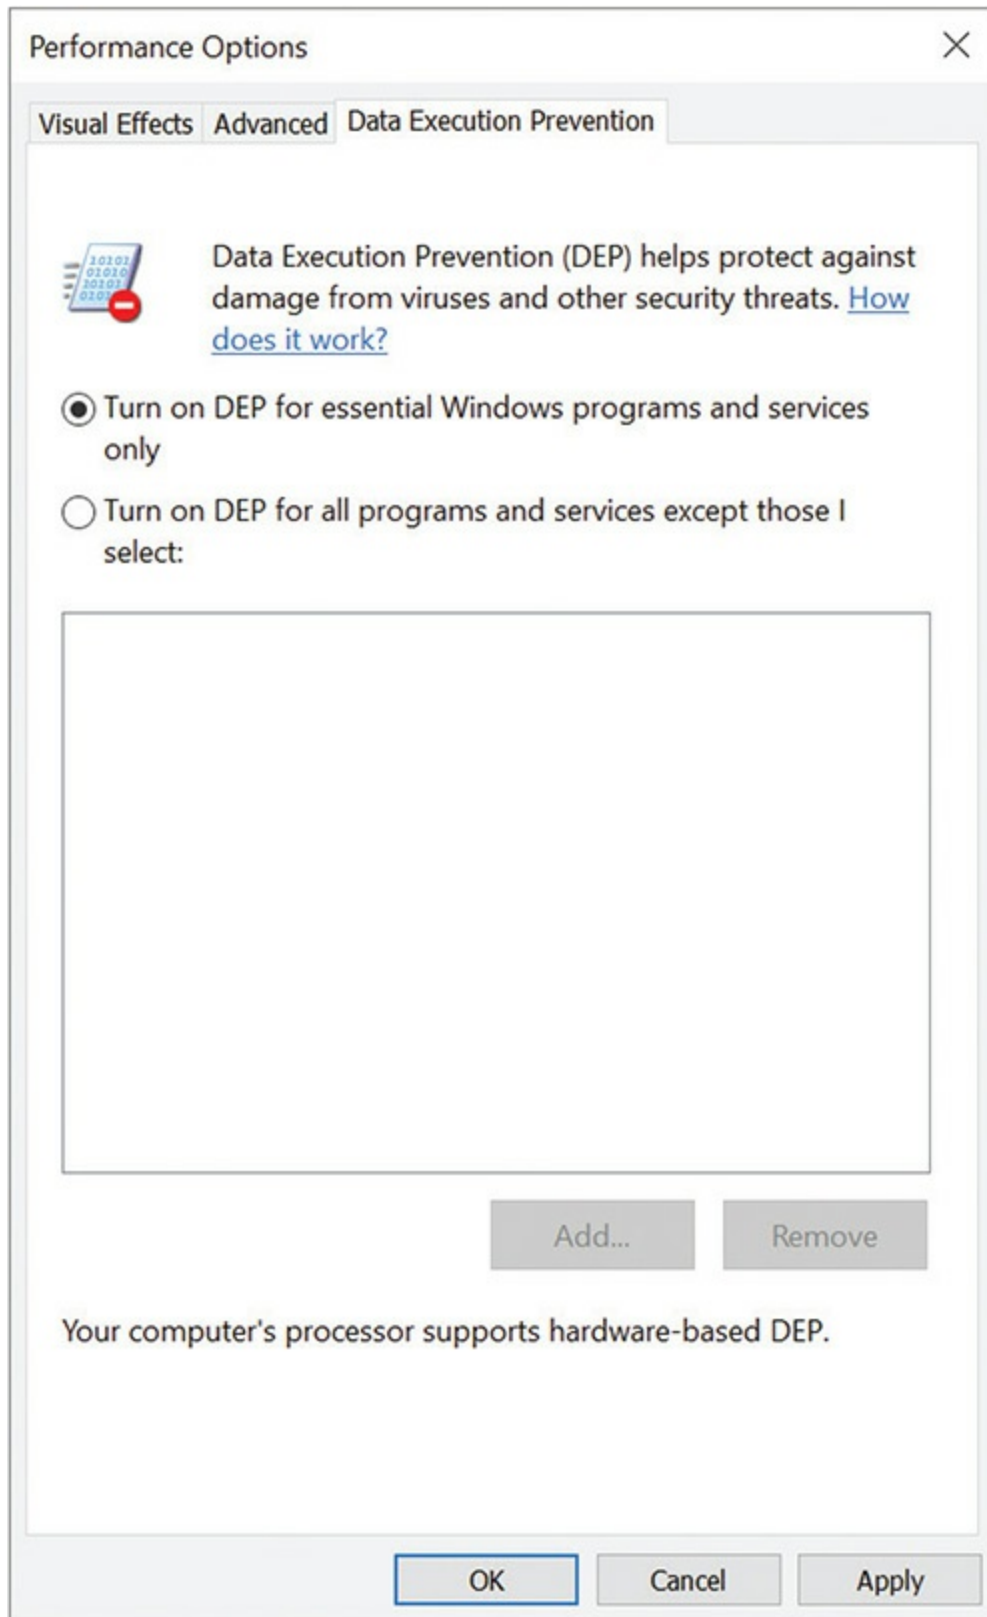 Performance Options
Visual Effects Advanced Data Execution Prevention
Data Execution Prevention (DEP) helps protect against
damage from viruses and other security threats. How
does it work?
Turn on DEP for essential Windows programs and services
only
Turn on DEP for all programs and services except those I
select:
Add... Remove
Your computer's processor supports hardware-based DEP.
OK Cancel Apply